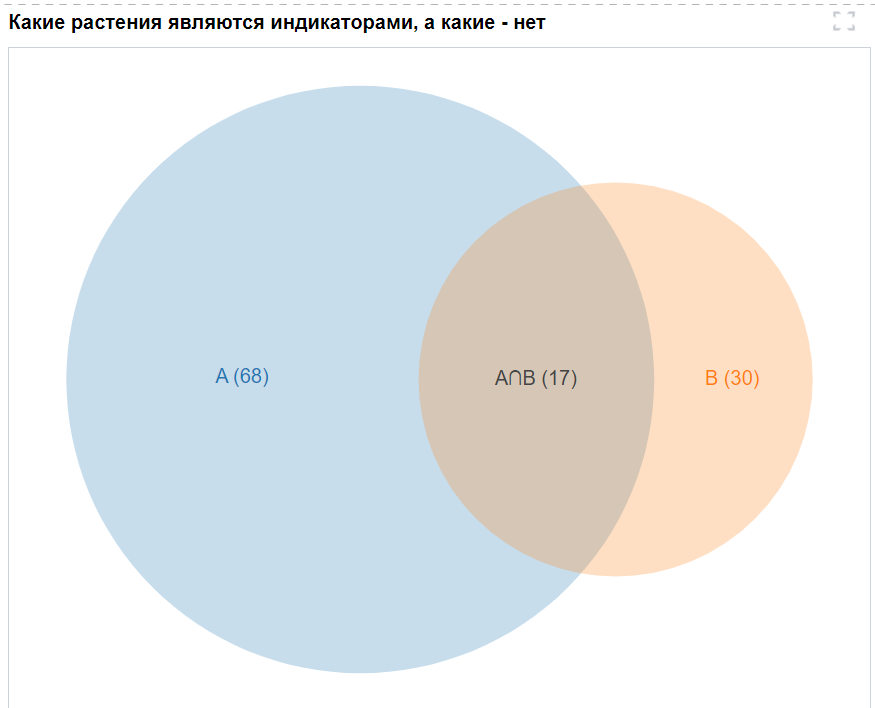 Какие растения являются индикаторами, а какие - нет
A (68)
A∩B (17)
B (30)